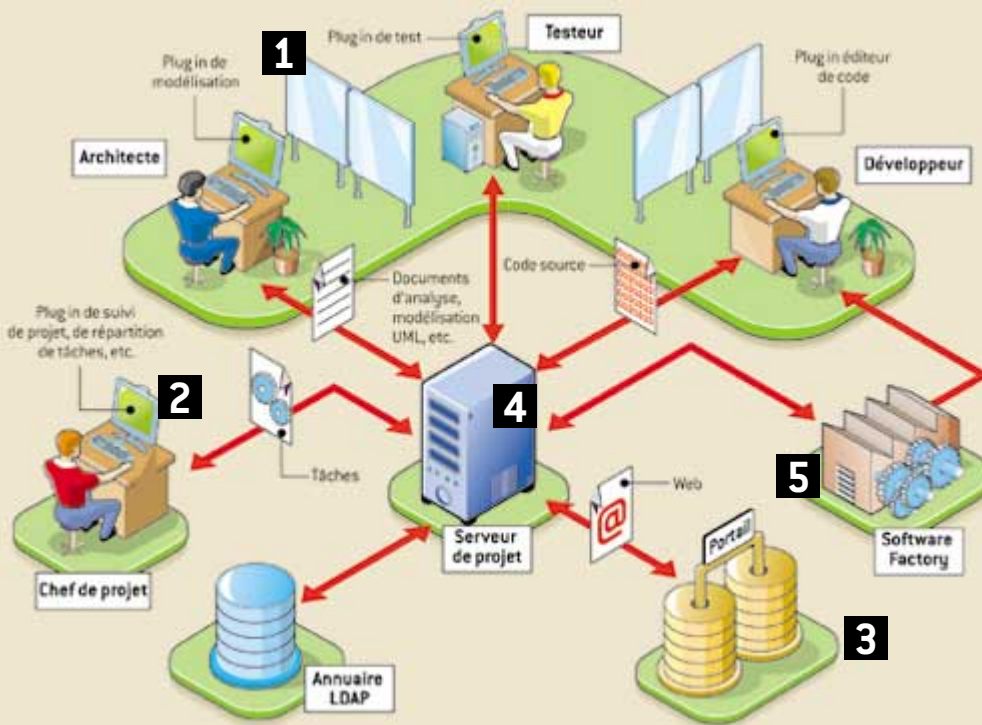 1
Plug in de test
Testeur
Plug in de
modélisation
Plug in éditeur
de code
Architecte
Développeur
Documents
d'analyse,
modélisation
UML, etc.
Code source
Plug in de suivi
de projet, de répartition
de tâches, etc.
2
4
Tâches
Web
@
5
Serveur
de projet
Portail
Software
Factory
Chef de projet
3
Annuaire
LDAP